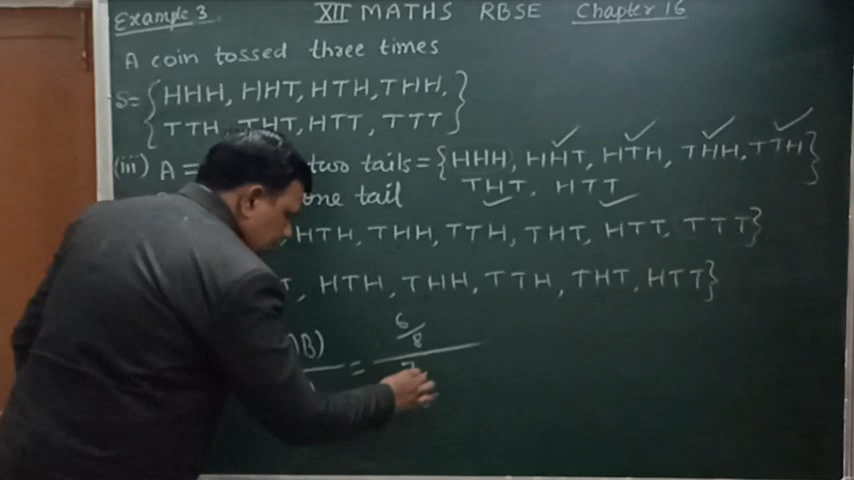 Example 3 XII MATHS RBSE Chapter 16
A coin tossed three times
S= { HHH, HHT, HTH, THH,
TTH, THT, HTT, TTT }
(iii) A = two tails = { HHH, HHT, HTH, THH, TTH }
THT, HTT
one tail
HTH, THH, TTH, THT, HTT, TTT }
T, HTH, THH, TTH, THT, HTT }
6/8
B) =
7